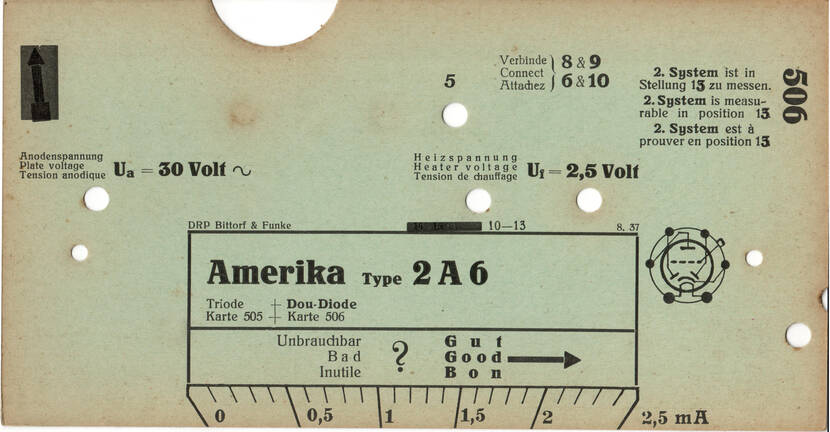 5
Verbinde } 8 & 9
Connect
Attachez } 6 & 10
2. System ist in
Stellung 13 zu messen.
2. System is measu-
rable in position 13
2. System est à
prouver en position 13
506
Anodenspannung
Plate voltage
Tension anodique
Ua = 30 Volt ~
Heizspannung
Heater voltage
Tension de chauffage
Uf = 2,5 Volt
DRP Bittorf & Funke
10—13
8. 37
Amerika Type 2 A 6
Triode + Dou-Diode
Karte 505 + Karte 506
Unbrauchbar
Bad
Inutile
?
Gut
Good
Bon
0 0,5 1 1,5 2 2,5 mA